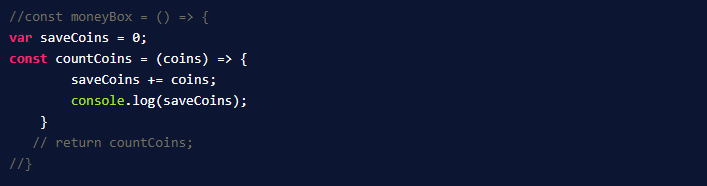 //const moneyBox = () => {
var saveCoins = 0;
const countCoins = (coins) => {
        saveCoins += coins;
        console.log(saveCoins);
    }
   // return countCoins;
//}